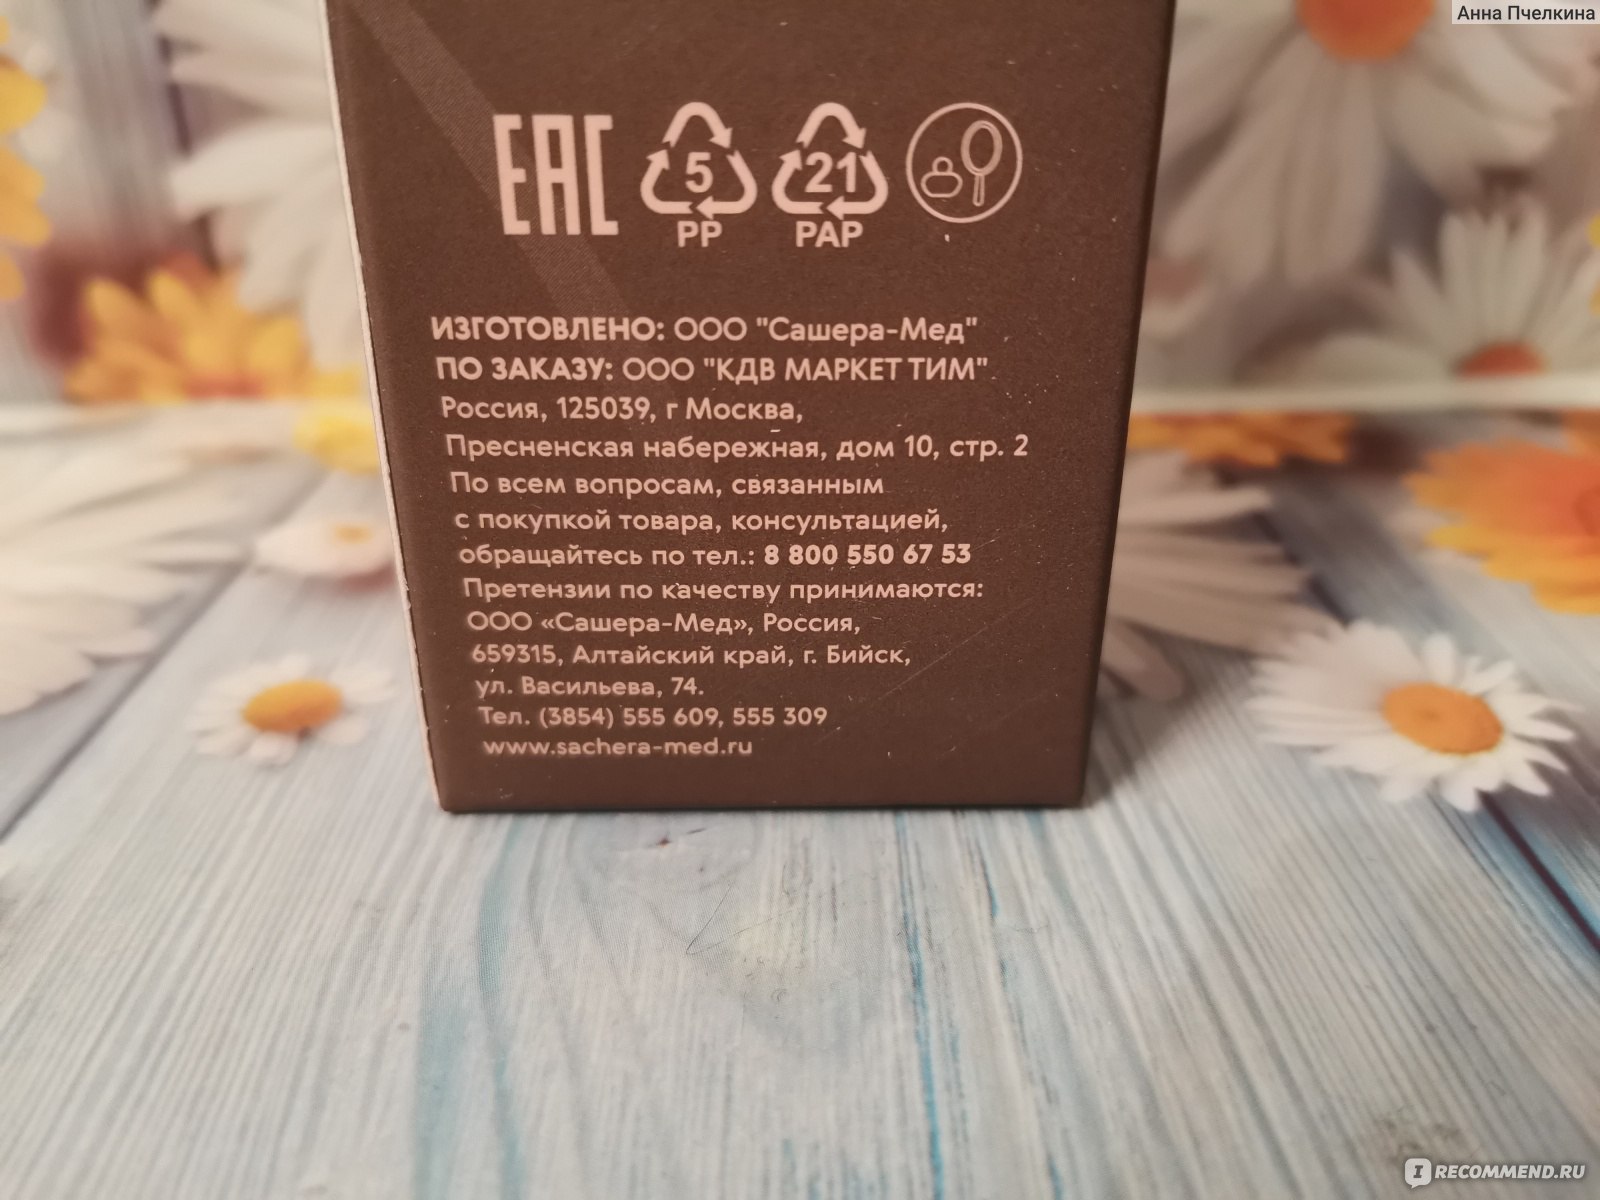 Анна Пчелкина
EAC
5
PP
21
PAP
ИЗГОТОВЛЕНО: ООО "Сашера-Мед"
ПО ЗАКАЗУ: ООО "КДВ МАРКЕТ ТИМ"
Россия, 125039, г Москва,
Пресненская набережная, дом 10, стр. 2
По всем вопросам, связанным
с покупкой товара, консультацией,
обращайтесь по тел.: 8 800 550 67 53
Претензии по качеству принимаются:
ООО «Сашера-Мед», Россия,
659315, Алтайский край, г. Бийск,
ул. Васильева, 74.
Тел. (3854) 555 609, 555 309
www.sachera-med.ru
IRECOMMEND.RU